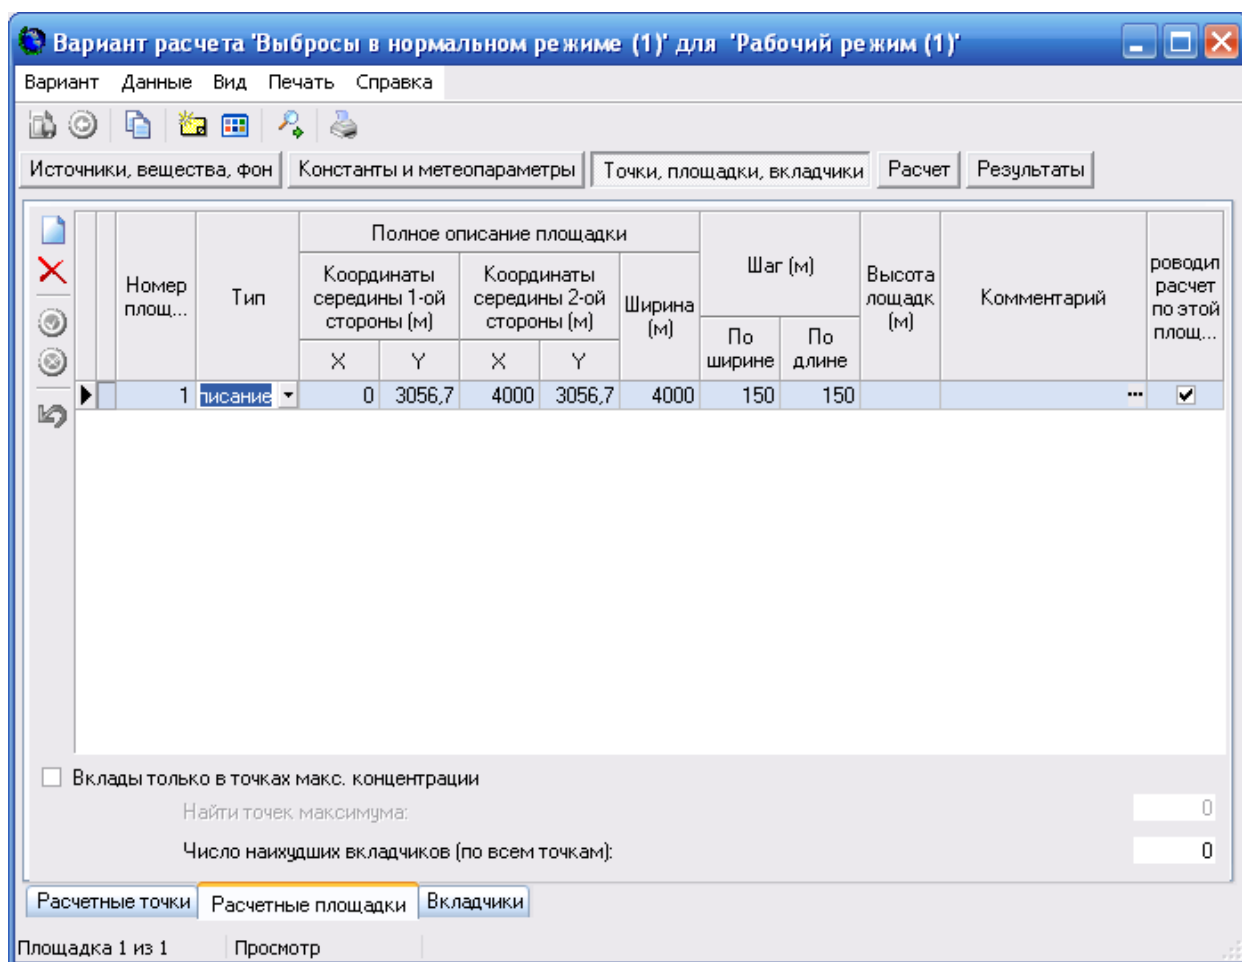 Вариант расчета 'Выбросы в нормальном режиме (1)' для 'Рабочий режим (1)'
Вариант Данные Вид Печать Справка
Источники, вещества, фон Константы и метеопараметры Точки, площадки, вкладчики Расчет Результаты
Номер площ...
Тип
Полное описание площадки
Координаты середины 1-ой стороны (м)
Координаты середины 2-ой стороны (м)
Ширина (м)
Шаг (м)
Высота лощадк (м)
Комментарий
роводип расчет по этой площ...
X Y X Y По ширине По длине
1 писание 0 3056,7 4000 3056,7 4000 150 150 ...
Вклады только в точках макс. концентрации
Найти точек максимума: 0
Число наихудших вкладчиков (по всем точкам): 0
Расчетные точки Расчетные площадки Вкладчики
Площадка 1 из 1 Просмотр